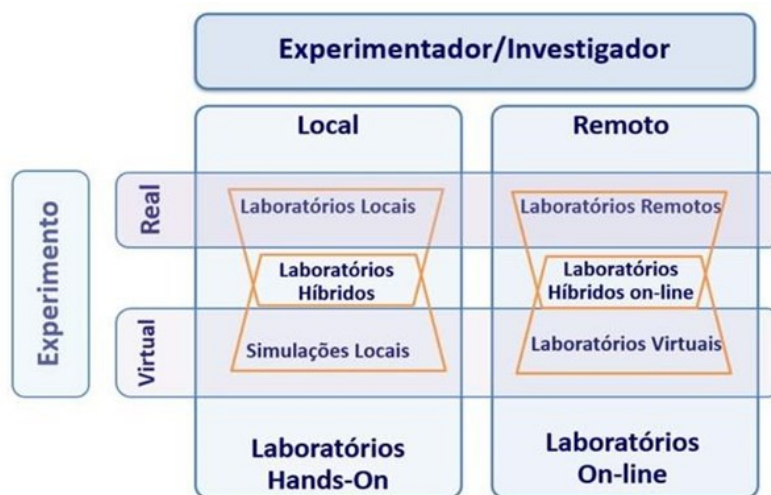 Experimentador/Investigador
Local
Remoto
Experimento
Real
Laboratórios Locais
Laboratórios Remotos
Laboratórios
Híbridos
Laboratórios
Híbridos on-line
Virtual
Simulações Locais
Laboratórios Virtuais
Laboratórios
Hands-On
Laboratórios
On-line